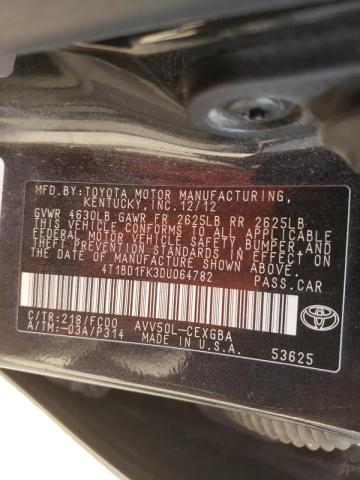 MFD.BY:TOYOTA MOTOR MANUFACTURING,
KENTUCKY,INC.12/12
GVWR 4630LB GAWR FR 2625LB RR 2625LB
THIS VEHICLE CONFORMS TO ALL APPLICABLE
FEDERAL MOTOR VEHICLE SAFETY,BUMPER,AND
THEFT PREVENTION STANDARDS IN EFFECT ON
THE DATE OF MANUFACTURE SHOWN ABOVE.
4T1BD1FK3DU064782 PASS.CAR
C/TR:218/FC00 AVV50L-CEXGBA
A/TM:-03A/P314 MADE IN U.S.A. 53625
TOYOTA